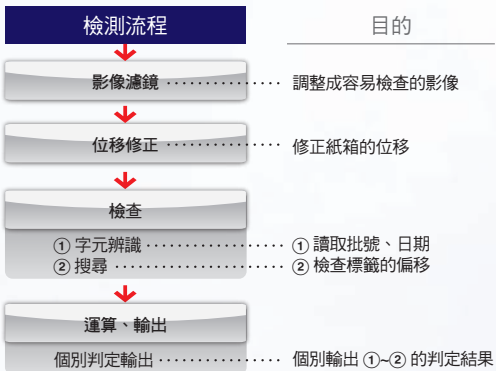 檢測流程 目的
影像濾鏡 ‧‧‧‧‧‧‧‧‧‧‧‧‧‧‧ 調整成容易檢查的影像
位移修正 ‧‧‧‧‧‧‧‧‧‧‧‧‧‧‧ 修正紙箱的位移
檢查
① 字元辨識 ‧‧‧‧‧‧‧‧‧‧‧‧‧‧‧‧‧‧ ① 讀取批號、日期
② 搜尋 ‧‧‧‧‧‧‧‧‧‧‧‧‧‧‧‧‧‧‧‧‧‧ ② 檢查標籤的偏移
運算、輸出
個別判定輸出 ‧‧‧‧‧‧‧‧‧‧‧‧‧‧‧‧ 個別輸出 ①~② 的判定結果